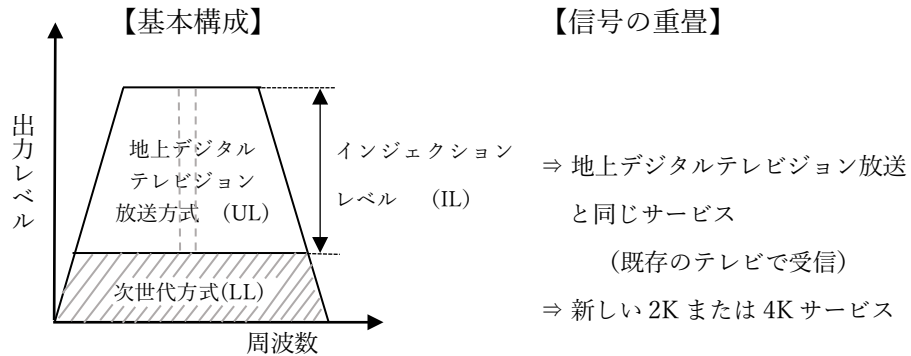 【基本構成】
【信号の重畳】
出力レベル
地上デジタル
テレビジョン
放送方式 (UL)
インジェクション
レベル (IL)
次世代方式(LL)
周波数
⇒ 地上デジタルテレビジョン放送
と同じサービス
（既存のテレビで受信）
⇒ 新しい 2K または 4K サービス